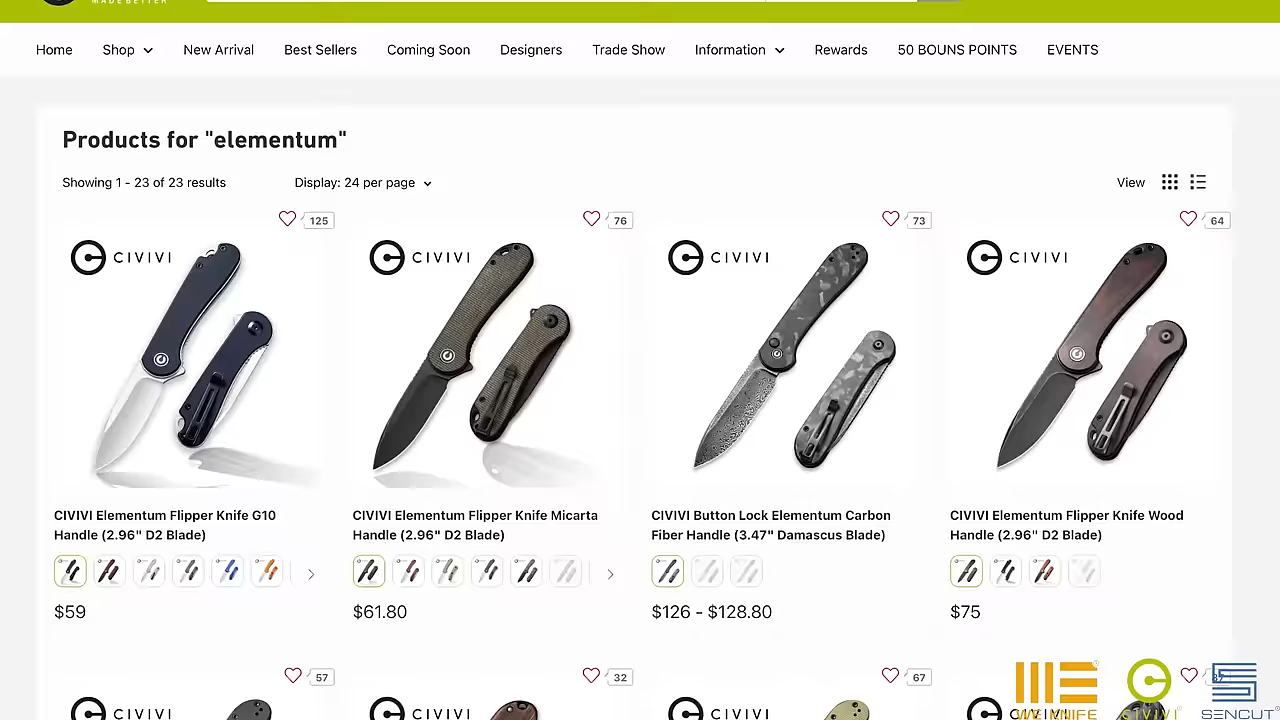 MADE BETTER
Home Shop New Arrival Best Sellers Coming Soon Designers Trade Show Information Rewards 50 BOUNS POINTS EVENTS
Products for "elementum"
Showing 1 - 23 of 23 results Display: 24 per page View
125 76 73 64
CIVIVI CIVIVI CIVIVI CIVIVI
CIVIVI Elementum Flipper Knife G10
Handle (2.96" D2 Blade)
$59
CIVIVI Elementum Flipper Knife Micarta
Handle (2.96" D2 Blade)
$61.80
CIVIVI Button Lock Elementum Carbon
Fiber Handle (3.47" Damascus Blade)
$126 - $128.80
CIVIVI Elementum Flipper Knife Wood
Handle (2.96" D2 Blade)
$75
57 32 67
CIVIVI CIVIVI CIVIVI CIVIVI
WE KNIFE CIVIVI SENCUT